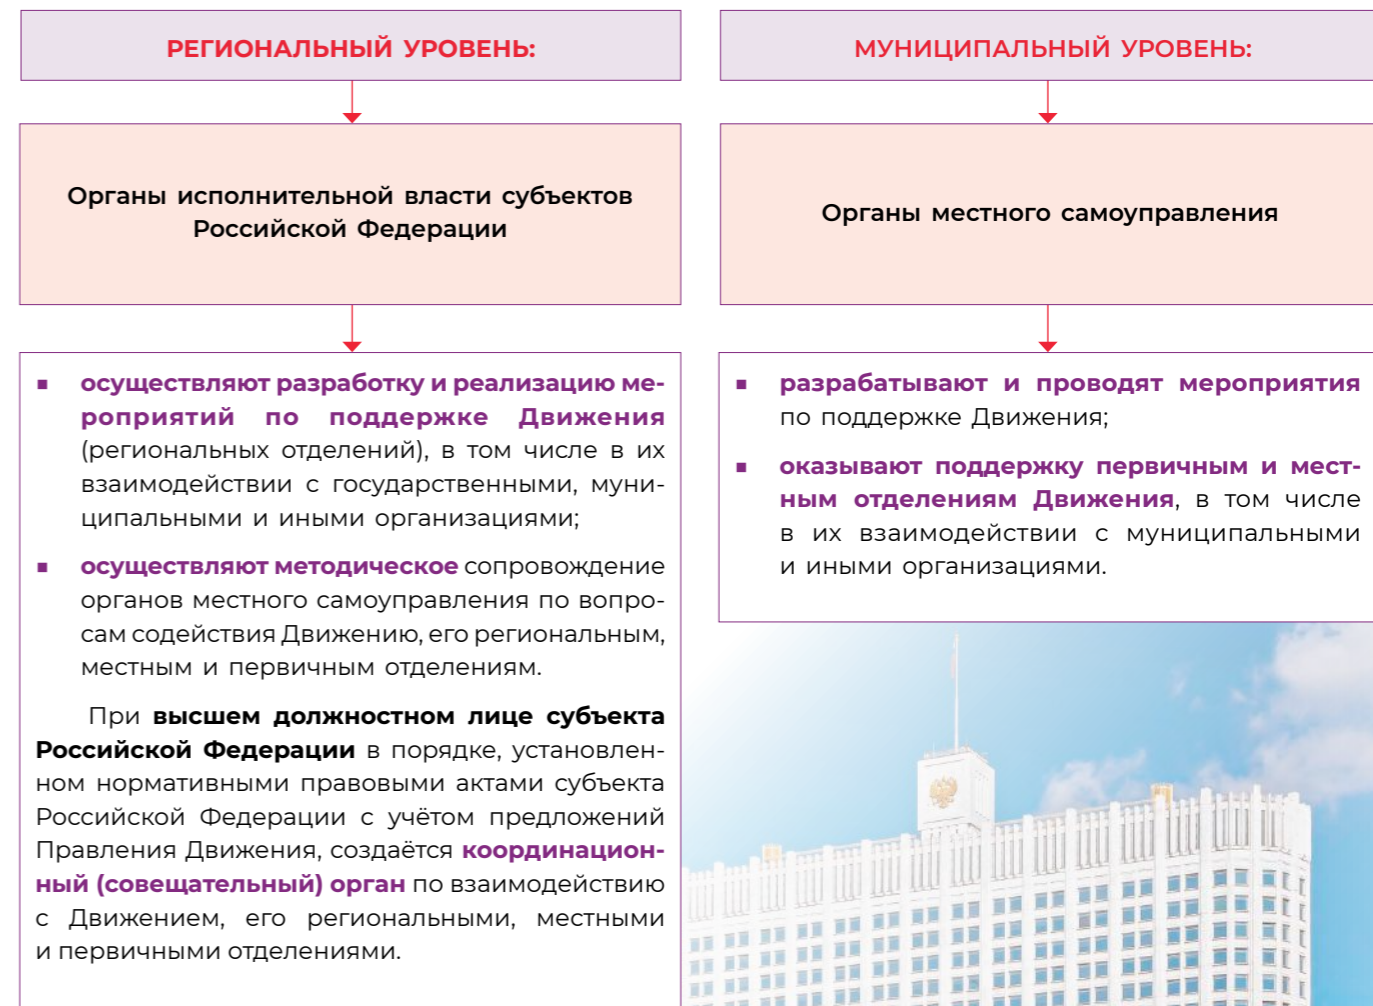 РЕГИОНАЛЬНЫЙ УРОВЕНЬ:
Органы исполнительной власти субъектов
Российской Федерации
▪ осуществляют разработку и реализацию ме-
роприятий по поддержке Движения
(региональных отделений), в том числе в их
взаимодействии с государственными, муни-
ципальными и иными организациями;
▪ осуществляют методическое сопровождение
органов местного самоуправления по вопро-
сам содействия Движению, его региональным,
местным и первичным отделениям.
При высшем должностном лице субъекта
Российской Федерации в порядке, установлен-
ном нормативными правовыми актами субъекта
Российской Федерации с учётом предложений
Правления Движения, создаётся координацион-
ный (совещательный) орган по взаимодействию
с Движением, его региональными, местными
и первичными отделениями.
МУНИЦИПАЛЬНЫЙ УРОВЕНЬ:
Органы местного самоуправления
▪ разрабатывают и проводят мероприятия
по поддержке Движения;
▪ оказывают поддержку первичным и мест-
ным отделениям Движения, в том числе
в их взаимодействии с муниципальными
и иными организациями.